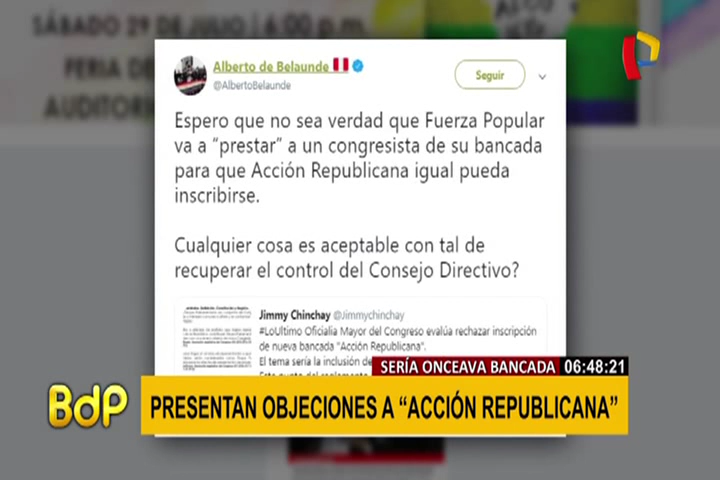 SÁBADO 29 DE JULIO | 6:00 p.m.
FERIA DE
AUDITOR
Alberto de Belaunde
@AlbertoBelaunde
Seguir
Espero que no sea verdad que Fuerza Popular
va a “prestar” a un congresista de su bancada
para que Acción Republicana igual pueda
inscribirse.
Cualquier cosa es aceptable con tal de
recuperar el control del Consejo Directivo?
Jimmy Chinchay @Jimmychinchay
#LoUltimo Oficialía Mayor del Congreso evalúa rechazar inscripción
de nueva bancada "Acción Republicana".
El tema sería la inclusión de
SERÍA ONCEAVA BANCADA 06:48:21
BdP PRESENTAN OBJECIONES A “ACCIÓN REPUBLICANA”